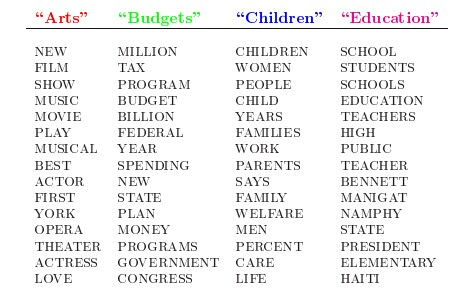 “Arts” “Budgets” “Children” “Education”
NEW MILLION CHILDREN SCHOOL
FILM TAX WOMEN STUDENTS
SHOW PROGRAM PEOPLE SCHOOLS
MUSIC BUDGET CHILD EDUCATION
MOVIE BILLION YEARS TEACHERS
PLAY FEDERAL FAMILIES HIGH
MUSICAL YEAR WORK PUBLIC
BEST SPENDING PARENTS TEACHER
ACTOR NEW SAYS BENNETT
FIRST STATE FAMILY MANIGAT
YORK PLAN WELFARE NAMPHY
OPERA MONEY MEN STATE
THEATER PROGRAMS PERCENT PRESIDENT
ACTRESS GOVERNMENT CARE ELEMENTARY
LOVE CONGRESS LIFE HAITI